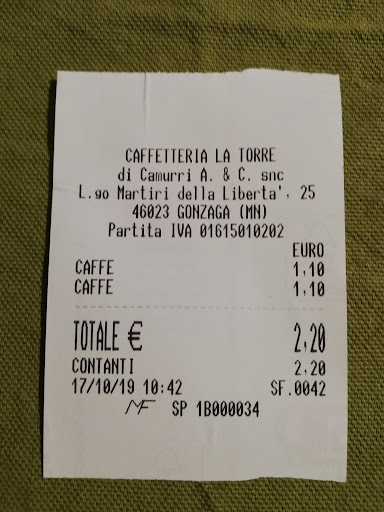 CAFFETTERIA LA TORRE
di Camurri A. & C. snc
L.go Martiri della Liberta', 25
46023 GONZAGA (MN)
Partita IVA 01615010202
EURO
CAFFE 1,10
CAFFE 1,10
TOTALE € 2,20
CONTANTI 2,20
17/10/19 10:42 SF.0042
MF SP 1B000034